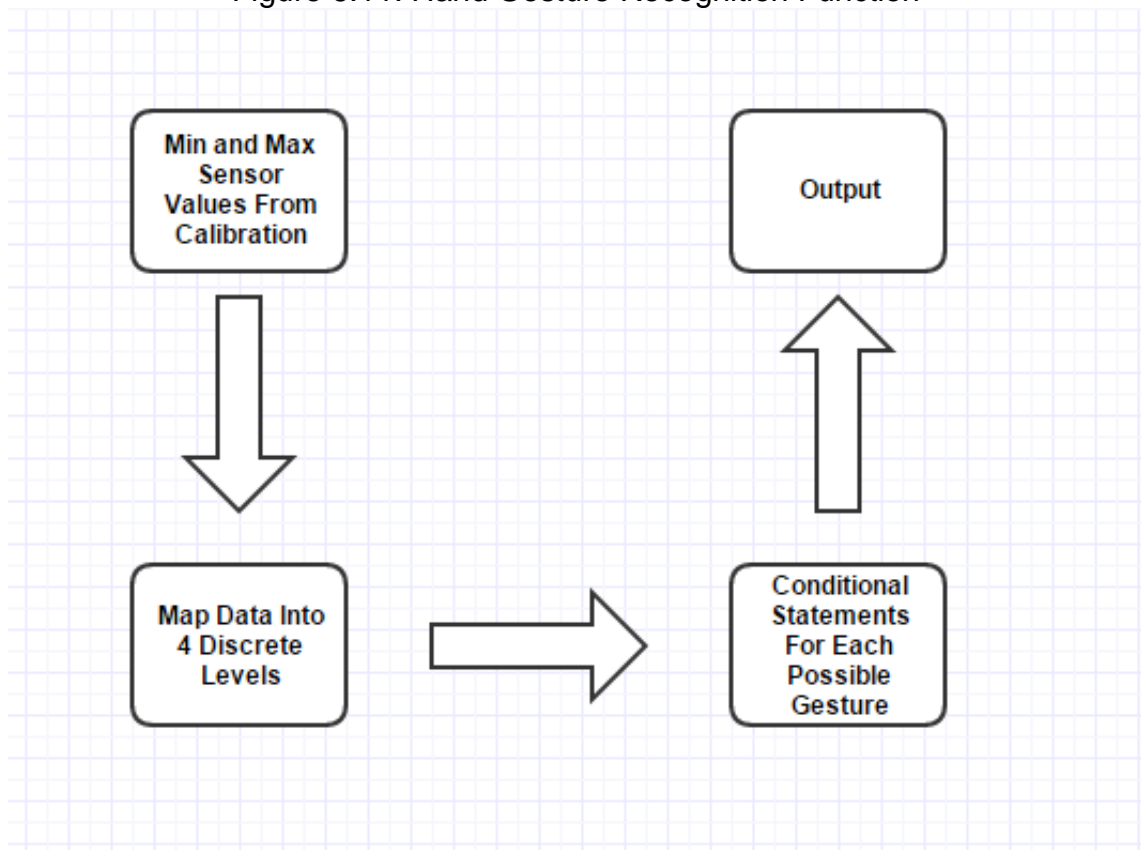 Hand Gesture Recognition Function
Min and Max
Sensor
Values From
Calibration
Output
Map Data Into
4 Discrete
Levels
Conditional
Statements
For Each
Possible
Gesture